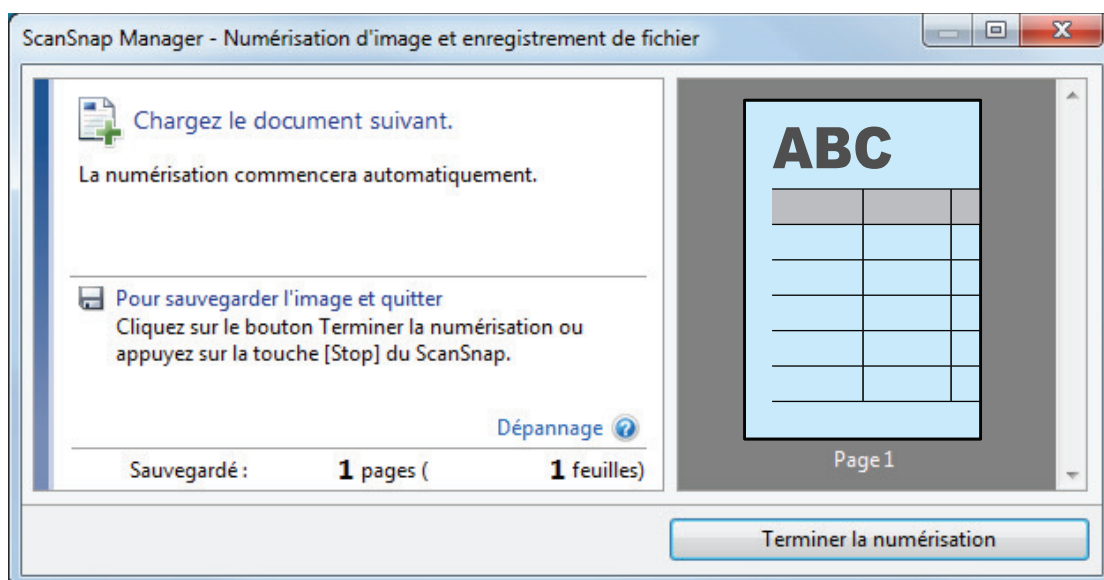 ScanSnap Manager - Numérisation d'image et enregistrement de fichier
Chargez le document suivant.
La numérisation commencera automatiquement.
Pour sauvegarder l'image et quitter
Cliquez sur le bouton Terminer la numérisation ou
appuyez sur la touche [Stop] du ScanSnap.
Dépannage
Sauvegardé : 1 pages ( 1 feuilles)
ABC
Page 1
Terminer la numérisation